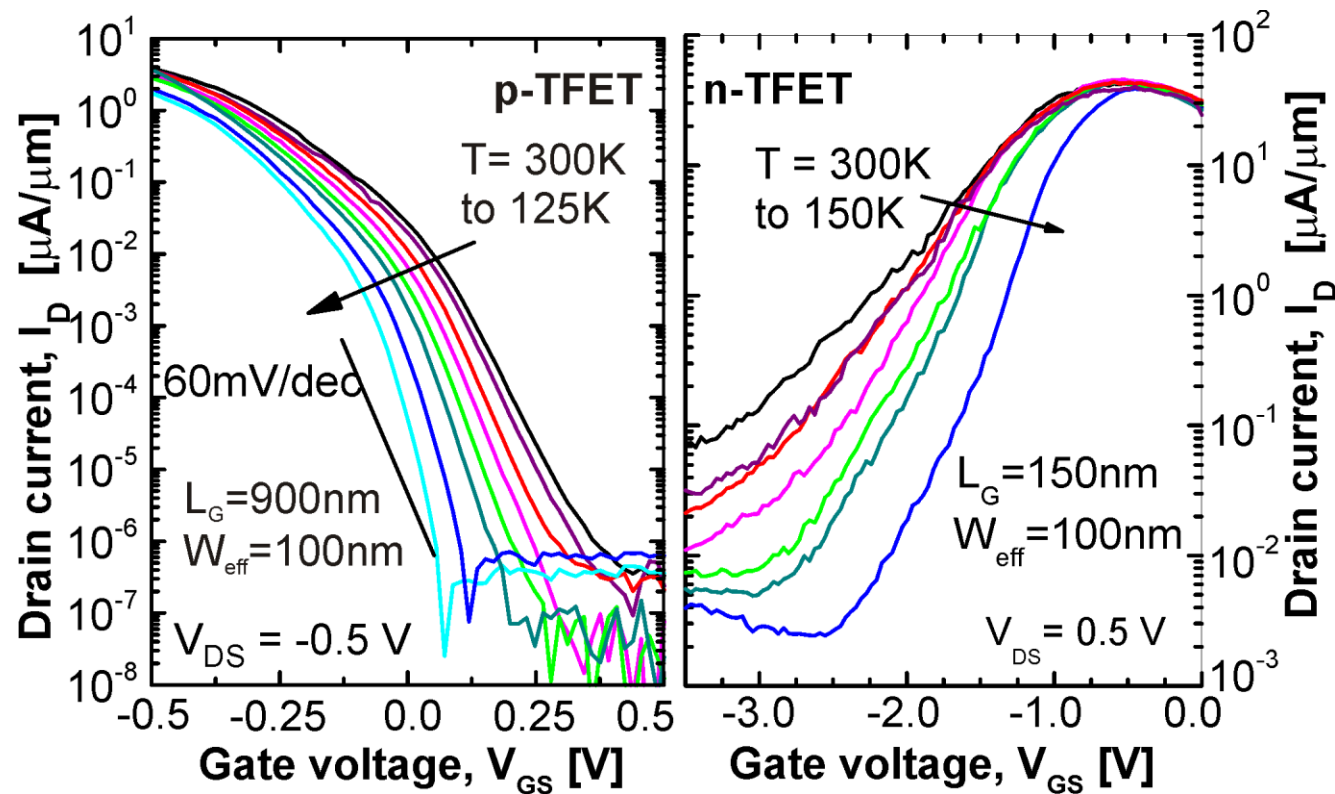 Drain current, I_D [μA/μm]
10^1
10^0
10^-1
10^-2
10^-3
10^-4
10^-5
10^-6
10^-7
10^-8
p-TFET
T= 300K
to 125K
60mV/dec
L_G=900nm
W_eff=100nm
V_DS = -0.5 V
-0.5 -0.25 0.0 0.25 0.5
Gate voltage, V_GS [V]
n-TFET
T = 300K
to 150K
L_G=150nm
W_eff=100nm
V_DS = 0.5 V
-3.0 -2.0 -1.0 0.0
Gate voltage, V_GS [V]
10^2
10^1
10^0
10^-1
10^-2
10^-3
Drain current, I_D [μA/μm]